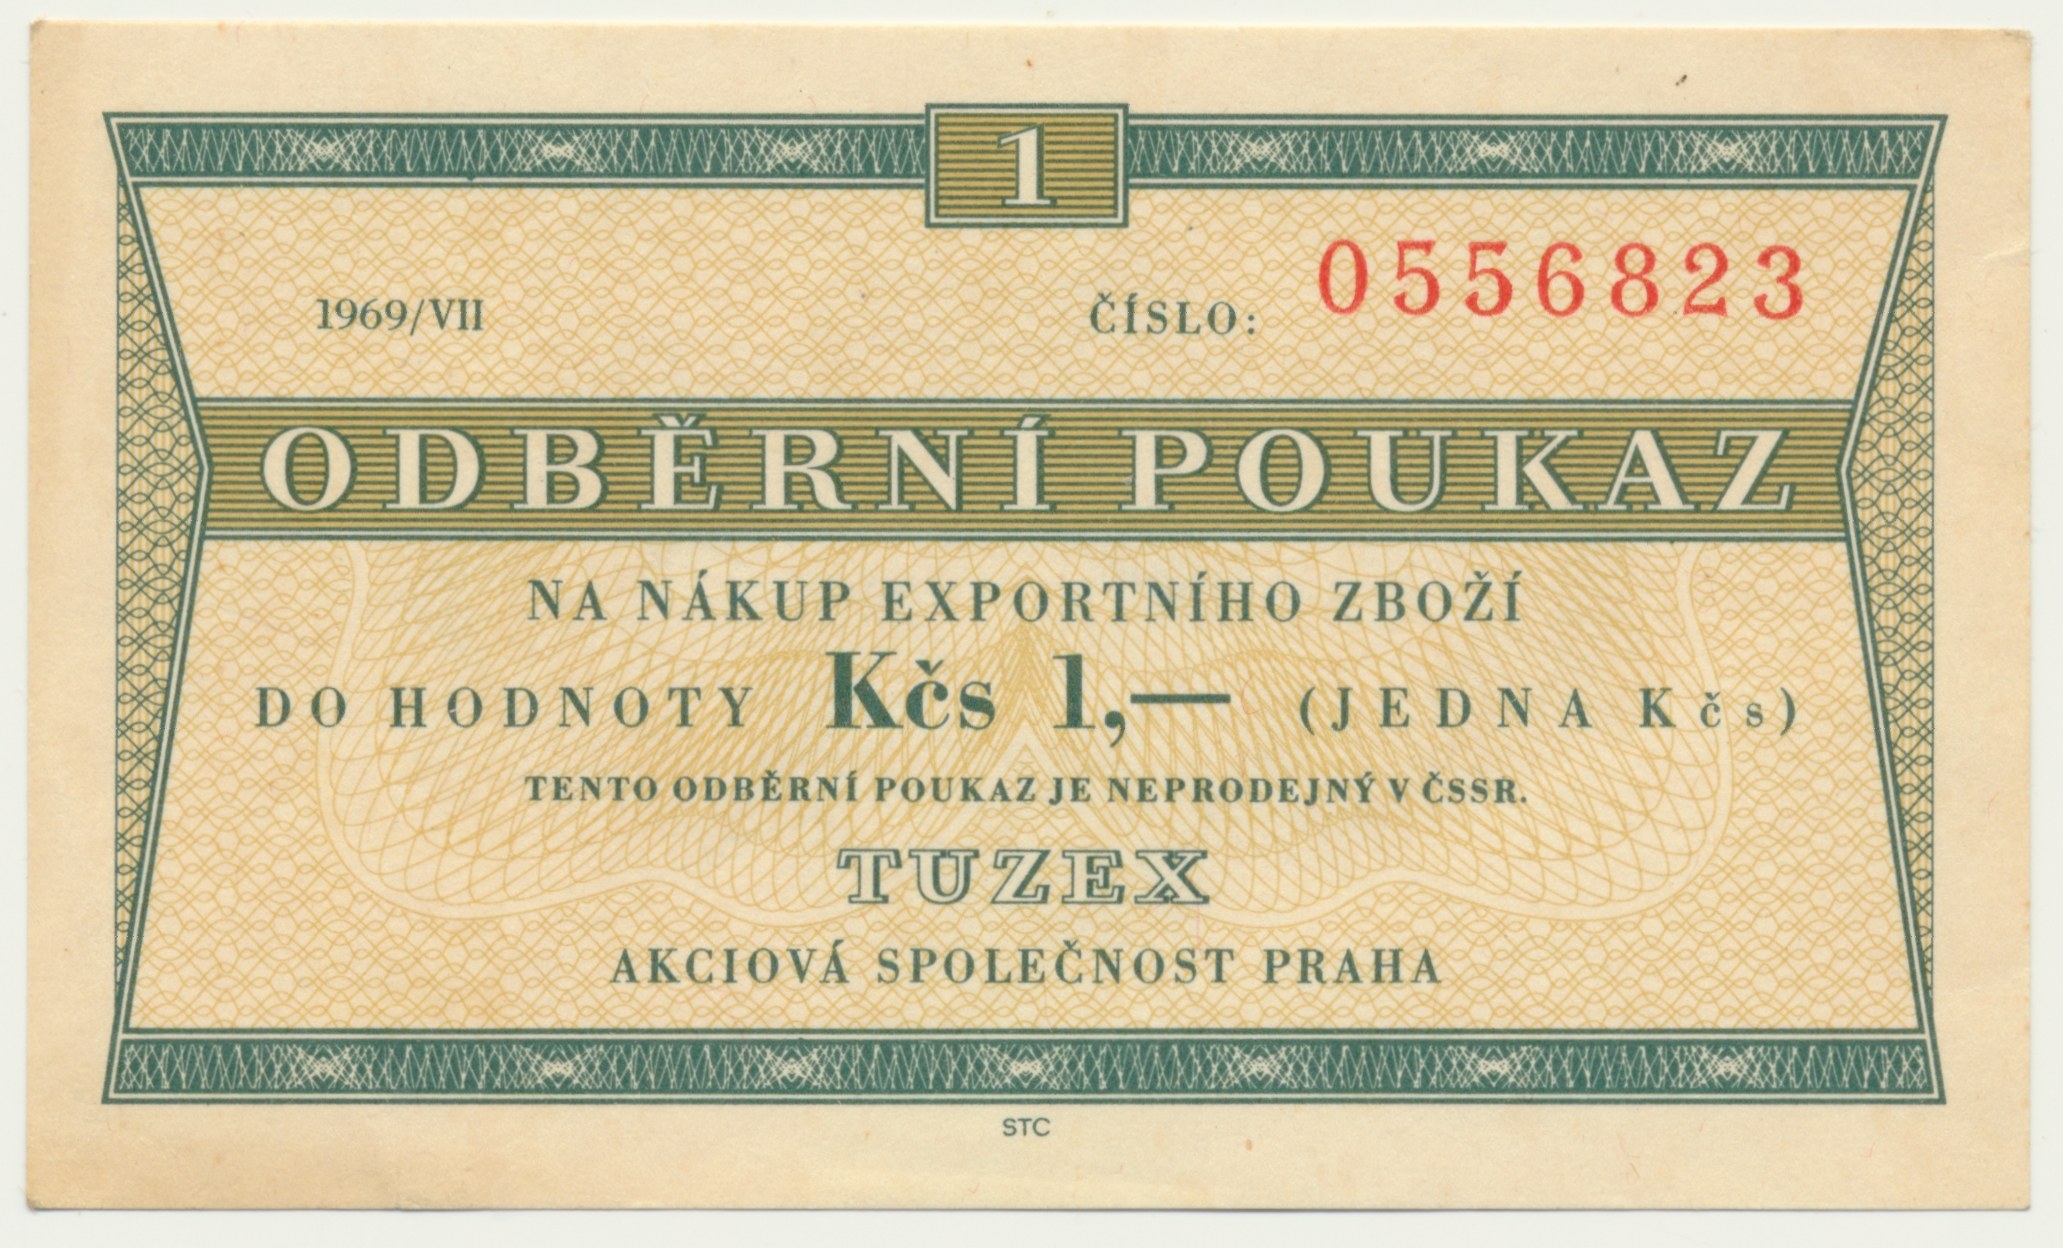 1
1969/VII ČÍSLO: 0556823
ODBĚRNÍ POUKAZ
NA NÁKUP EXPORTNÍHO ZBOŽÍ
DO HODNOTY Kčs 1,— (JEDNA Kčs)
TENTO ODBĚRNÍ POUKAZ JE NEPRODEJNÝ V ČSSR.
TUZEX
AKCIOVÁ SPOLEČNOST PRAHA
STC